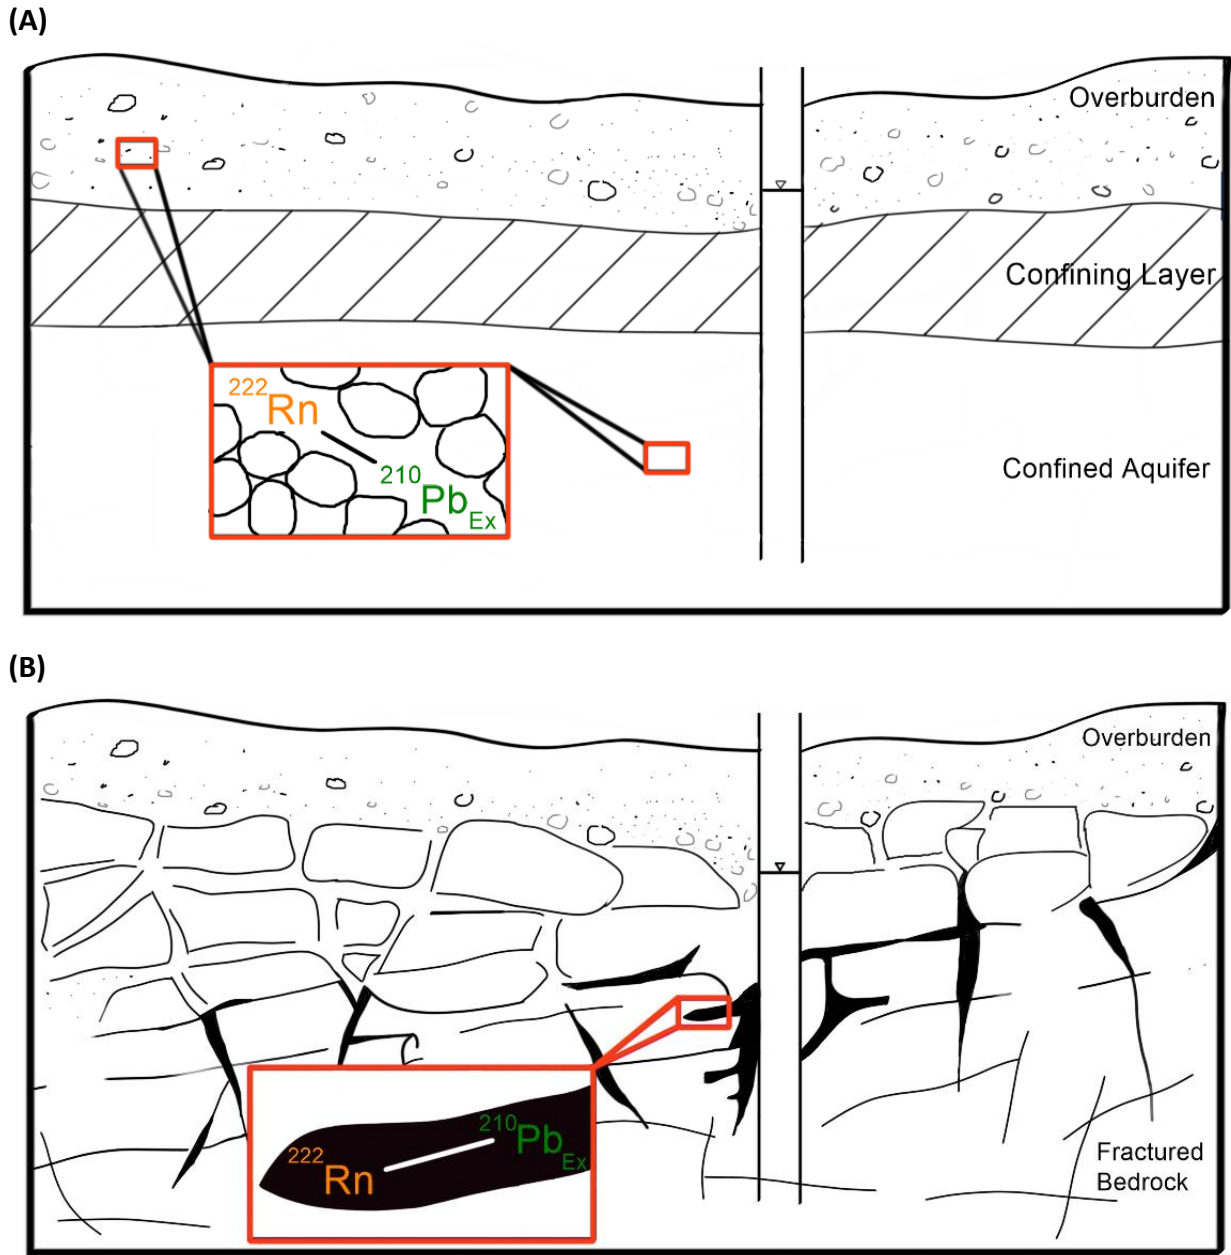 (A)
Overburden
Confining Layer
222Rn
210PbEx
Confined Aquifer
(B)
Overburden
222Rn
210PbEx
Fractured
Bedrock